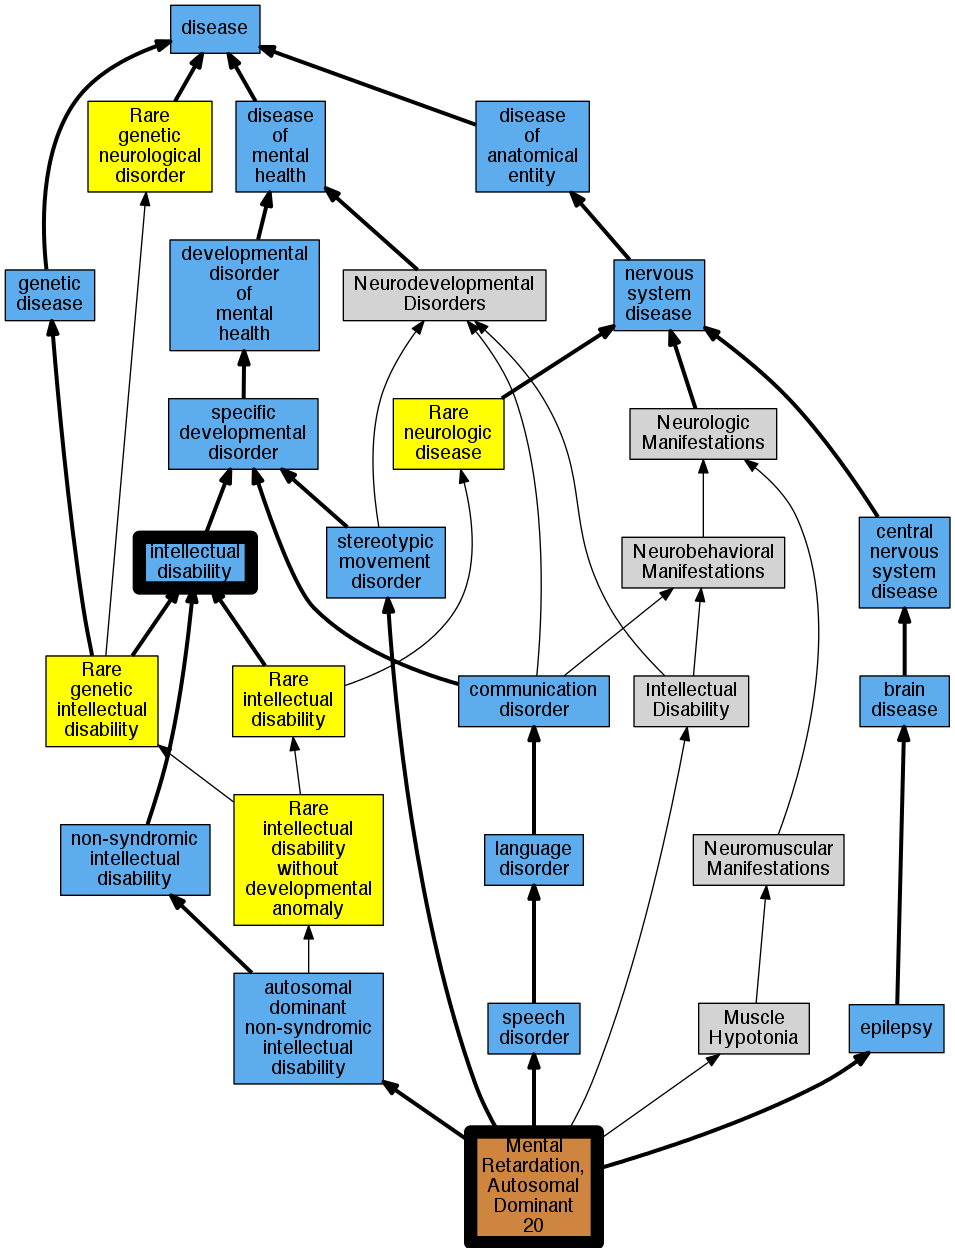 disease
Rare
genetic
neurological
disorder
disease
of
mental
health
disease
of
anatomical
entity
developmental
disorder
of
mental
health
genetic
disease
Neurodevelopmental
Disorders
nervous
system
disease
specific
developmental
disorder
Rare
neurologic
disease
Neurologic
Manifestations
intellectual
disability
stereotypic
movement
disorder
Neurobehavioral
Manifestations
central
nervous
system
disease
Rare
genetic
intellectual
disability
Rare
intellectual
disability
communication
disorder
Intellectual
Disability
brain
disease
non-syndromic
intellectual
disability
Rare
intellectual
disability
without
developmental
anomaly
language
disorder
Neuromuscular
Manifestations
autosomal
dominant
non-syndromic
intellectual
disability
speech
disorder
Muscle
Hypotonia
epilepsy
Mental
Retardation,
Autosomal
Dominant
20